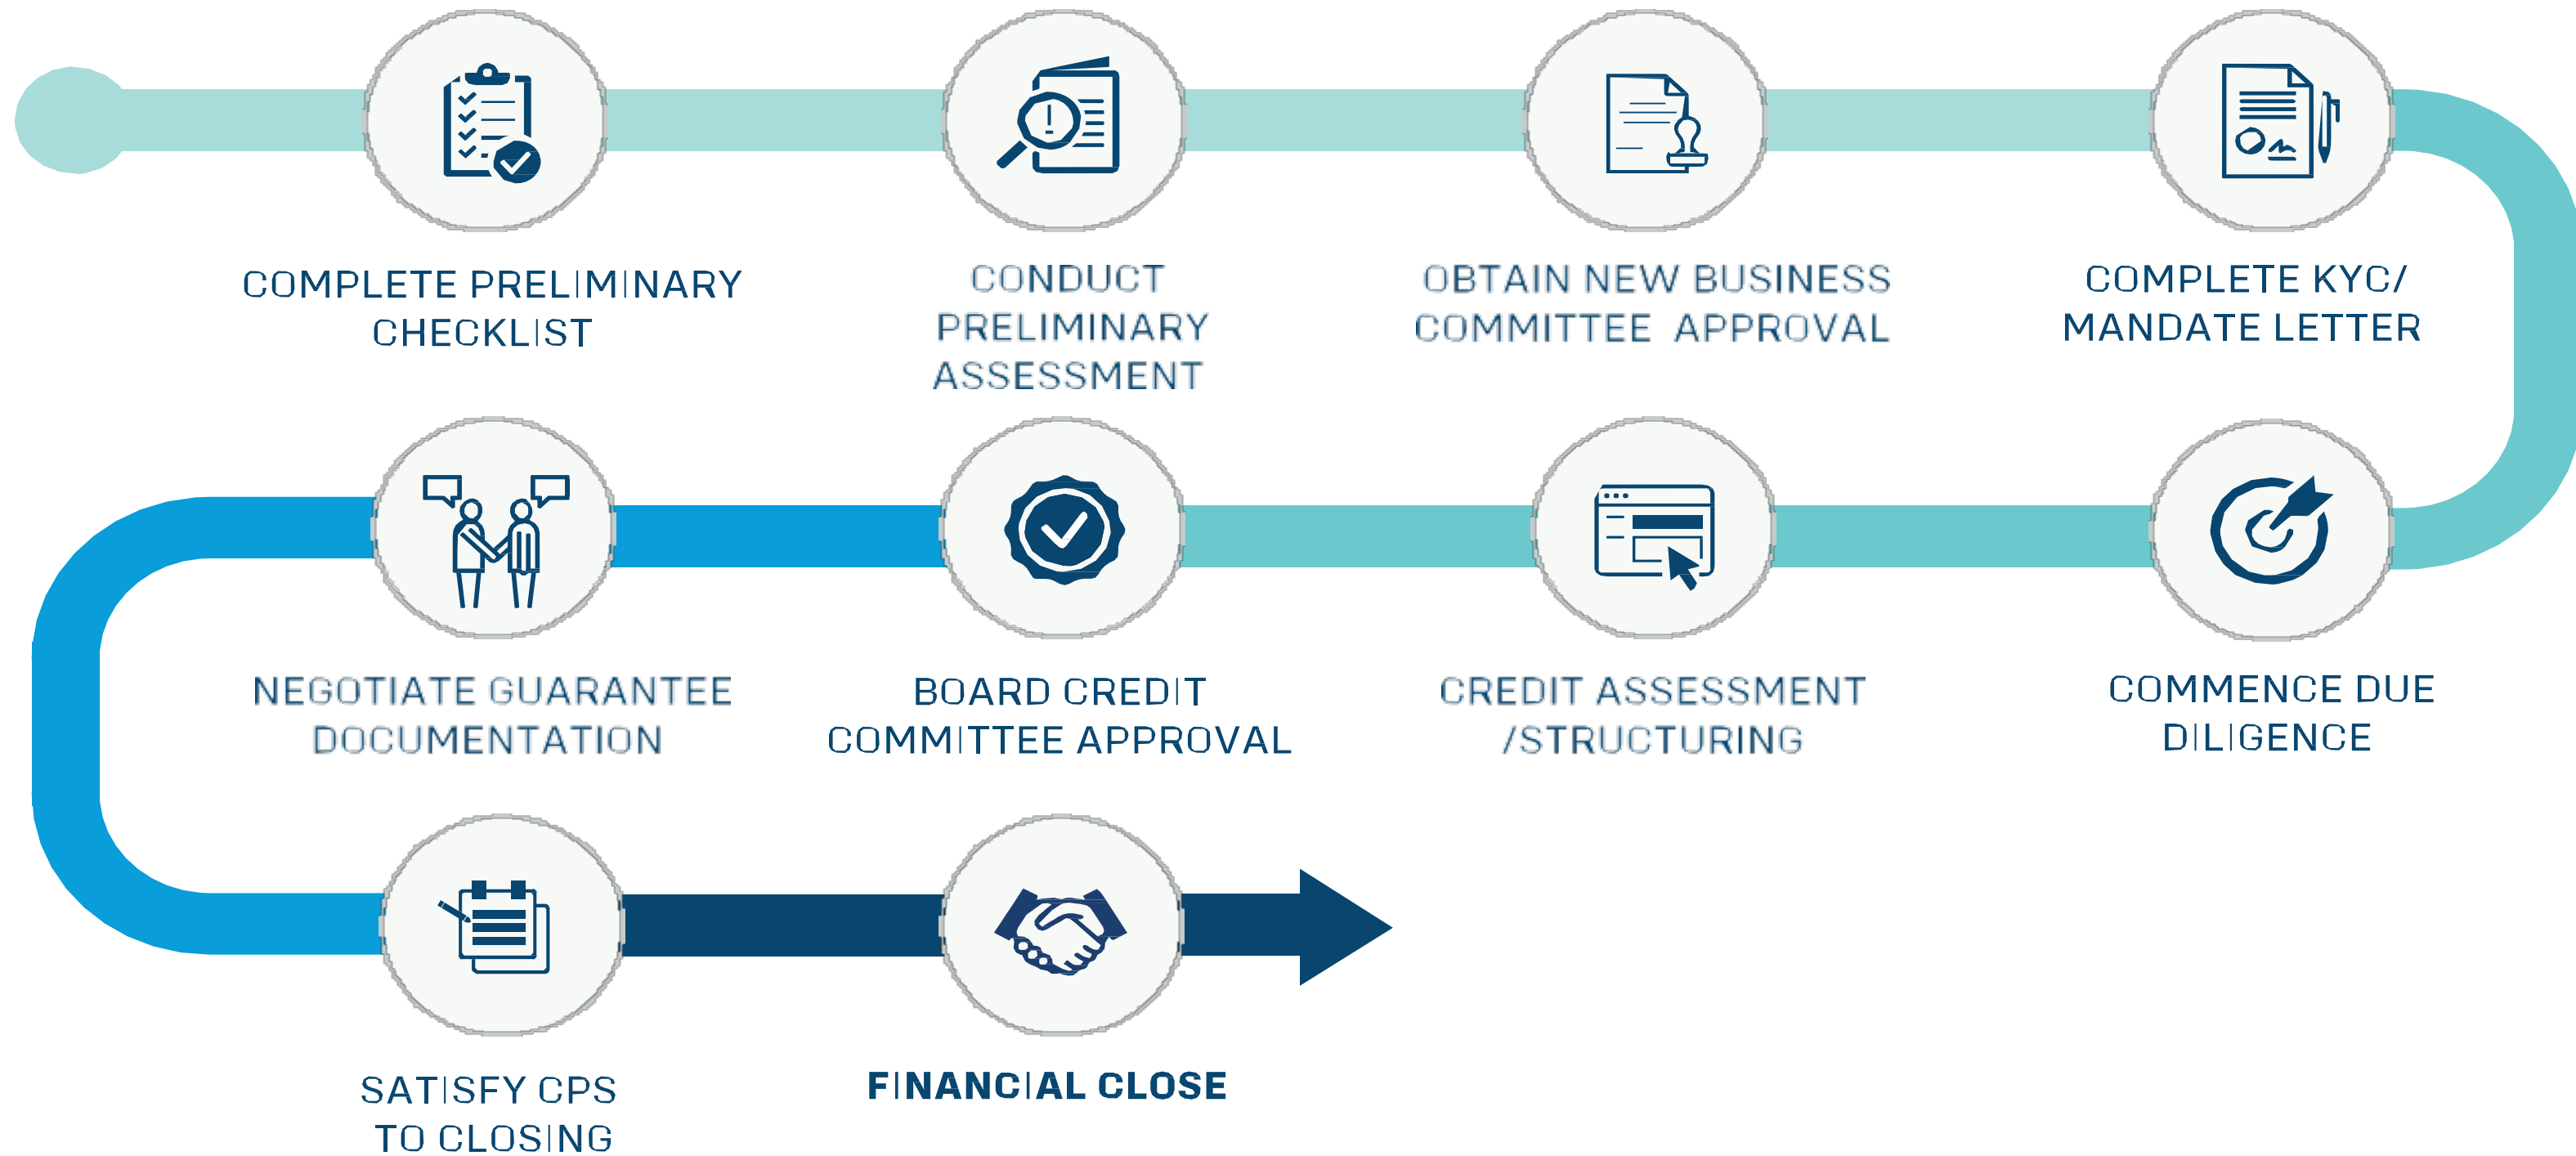 COMPLETE PRELIMINARY
CHECKLIST
CONDUCT
PRELIMINARY
ASSESSMENT
OBTAIN NEW BUSINESS
COMMITTEE APPROVAL
COMPLETE KYC/
MANDATE LETTER
COMMENCE DUE
DILIGENCE
CREDIT ASSESSMENT
/STRUCTURING
BOARD CREDIT
COMMITTEE APPROVAL
NEGOTIATE GUARANTEE
DOCUMENTATION
SATISFY CPS
TO CLOSING
FINANCIAL CLOSE